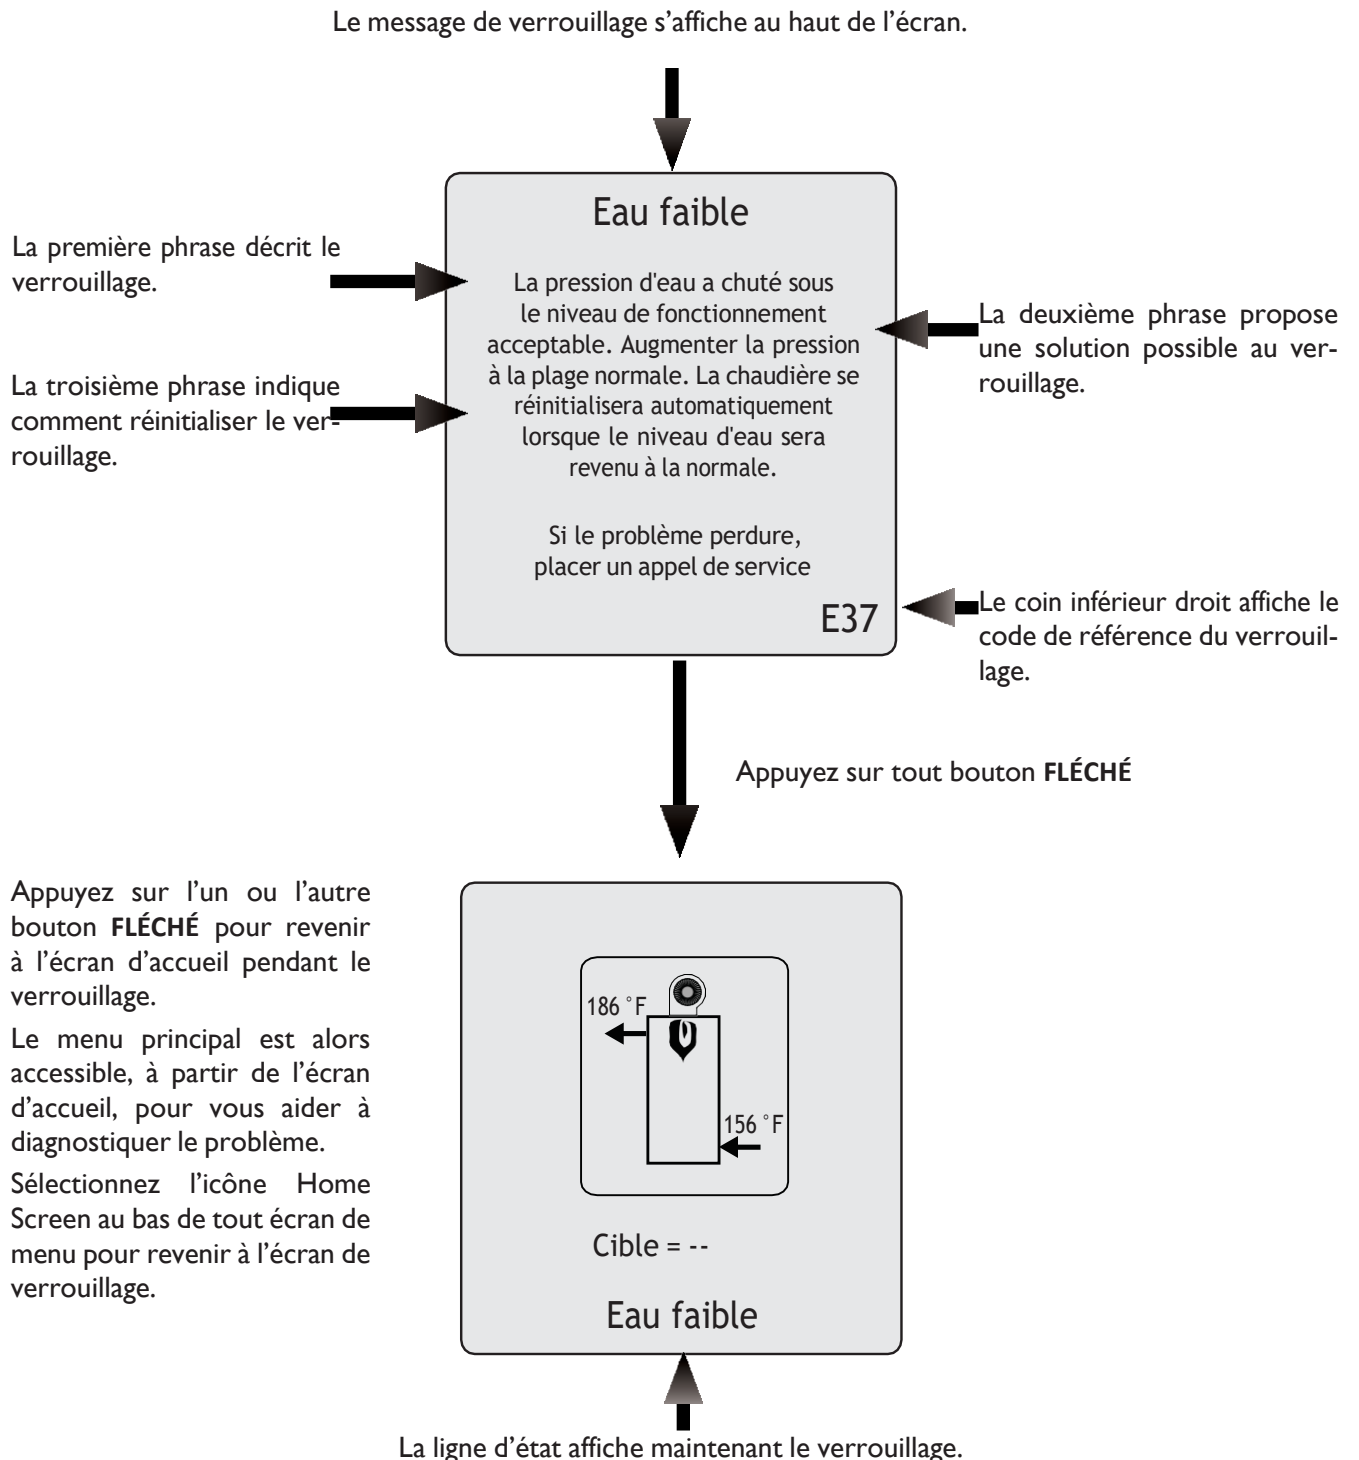 Le message de verrouillage s’affiche au haut de l’écran.
Eau faible
La première phrase décrit le
verrouillage.
La pression d'eau a chuté sous
le niveau de fonctionnement
acceptable. Augmenter la pression
à la plage normale. La chaudière se
réinitialisera automatiquement
lorsque le niveau d'eau sera
revenu à la normale.
La deuxième phrase propose
une solution possible au ver-
rouillage.
La troisième phrase indique
comment réinitialiser le ver-
rouillage.
Si le problème perdure,
placer un appel de service
E37
Le coin inférieur droit affiche le
code de référence du verrouil-
lage.
Appuyez sur tout bouton FLÉCHÉ
Appuyez sur l’un ou l’autre
bouton FLÉCHÉ pour revenir
à l’écran d’accueil pendant le
verrouillage.
Le menu principal est alors
accessible, à partir de l’écran
d’accueil, pour vous aider à
diagnostiquer le problème.
Sélectionnez l’icône Home
Screen au bas de tout écran de
menu pour revenir à l’écran de
verrouillage.
186 °F
156 °F
Cible = --
Eau faible
La ligne d’état affiche maintenant le verrouillage.